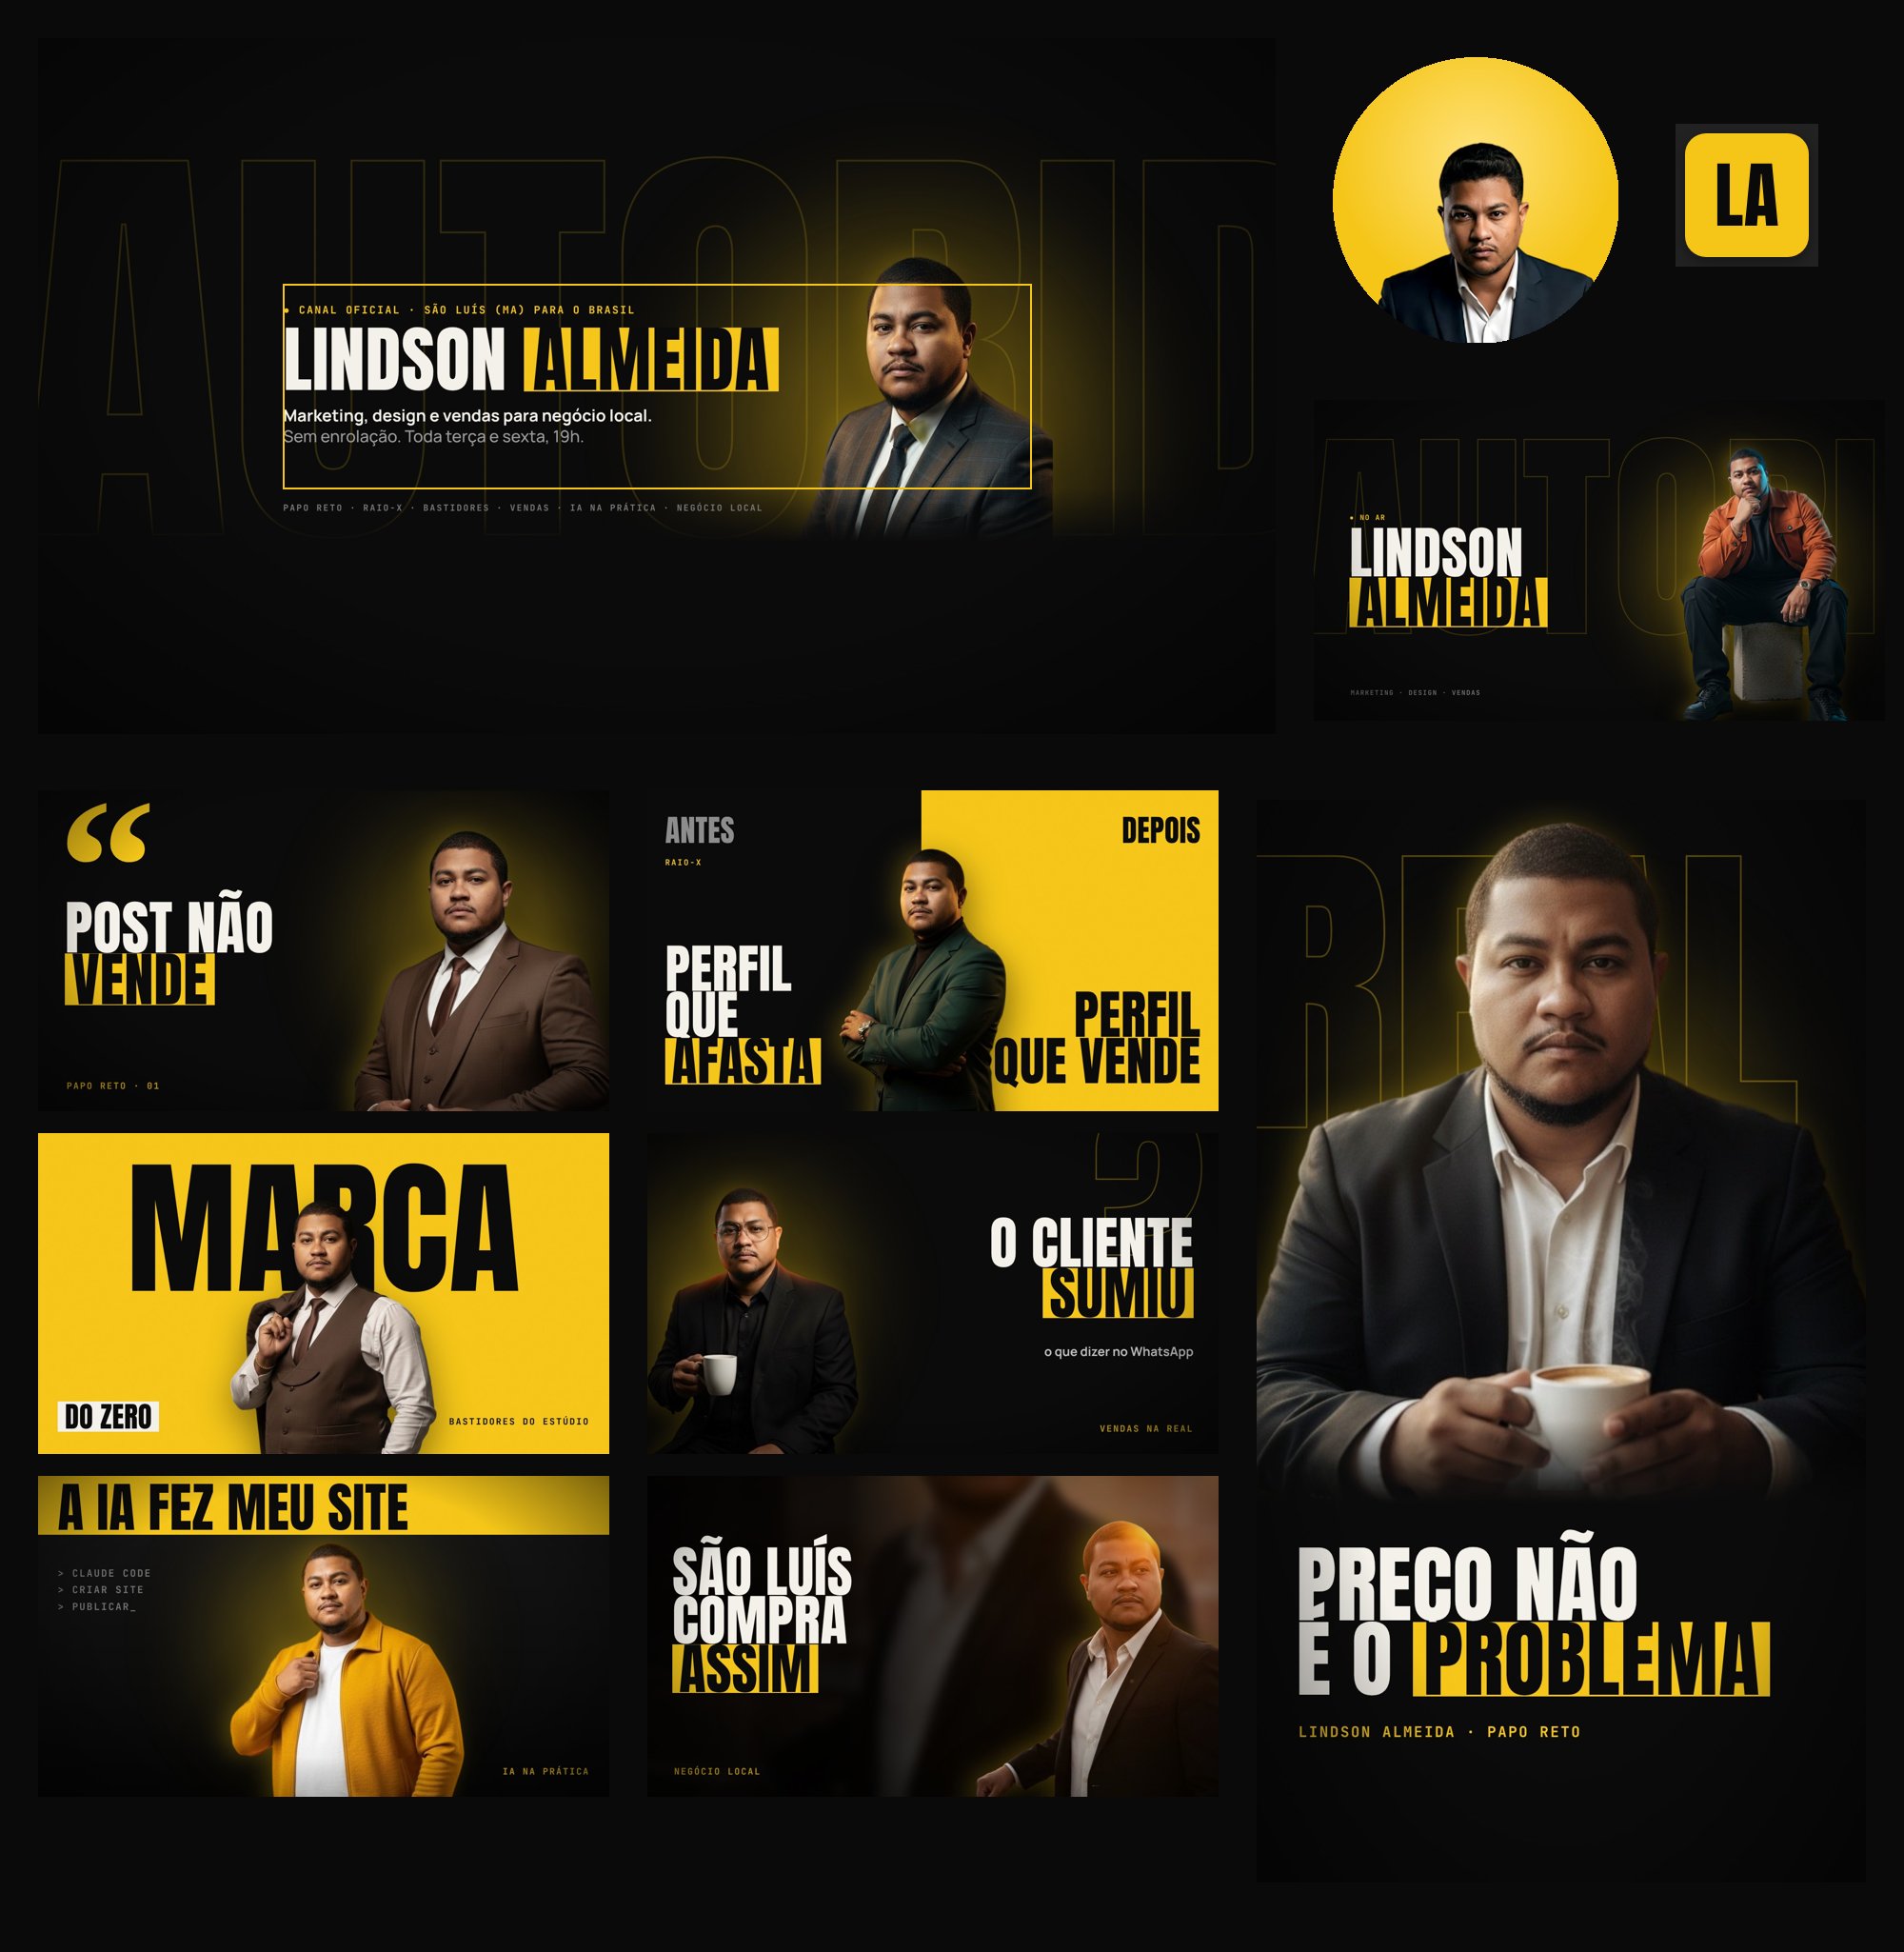 AUTORID
• CANAL OFICIAL · SÃO LUÍS (MA) PARA O BRASIL
LINDSON ALMEIDA
Marketing, design e vendas para negócio local.
Sem enrolação. Toda terça e sexta, 19h.
PAPO RETO · RAIO-X · BASTIDORES · VENDAS · IA NA PRÁTICA · NEGÓCIO LOCAL
LA
AUTORI
• NO AR
LINDSON
ALMEIDA
MARKETING · DESIGN · VENDAS
“
POST NÃO
VENDE
PAPO RETO · 01
ANTES
RAIO-X
PERFIL
QUE
AFASTA
DEPOIS
PERFIL
QUE VENDE
REAL
PREÇO NÃO
É O PROBLEMA
LINDSON ALMEIDA · PAPO RETO
MARCA
DO ZERO
BASTIDORES DO ESTÚDIO
?
O CLIENTE
SUMIU
o que dizer no WhatsApp
VENDAS NA REAL
A IA FEZ MEU SITE
> CLAUDE CODE
> CRIAR SITE
> PUBLICAR_
IA NA PRÁTICA
SÃO LUÍS
COMPRA
ASSIM
NEGÓCIO LOCAL